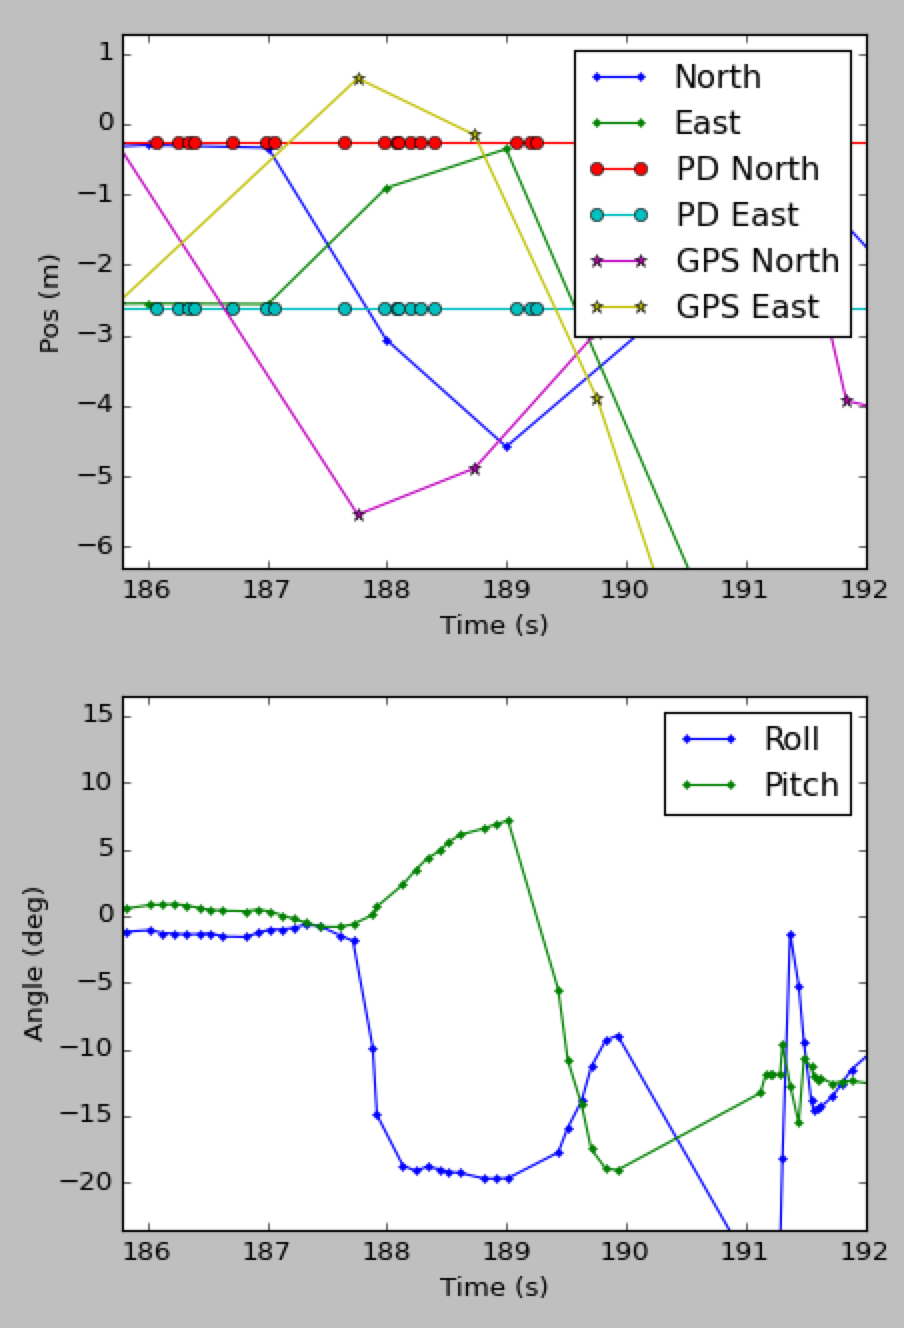 1
0
−1
−2
−3
−4
−5
−6
Pos (m)
North
East
PD North
PD East
GPS North
GPS East
186 187 188 189 190 191 192
Time (s)
15
10
5
0
−5
−10
−15
−20
Angle (deg)
Roll
Pitch
186 187 188 189 190 191 192
Time (s)